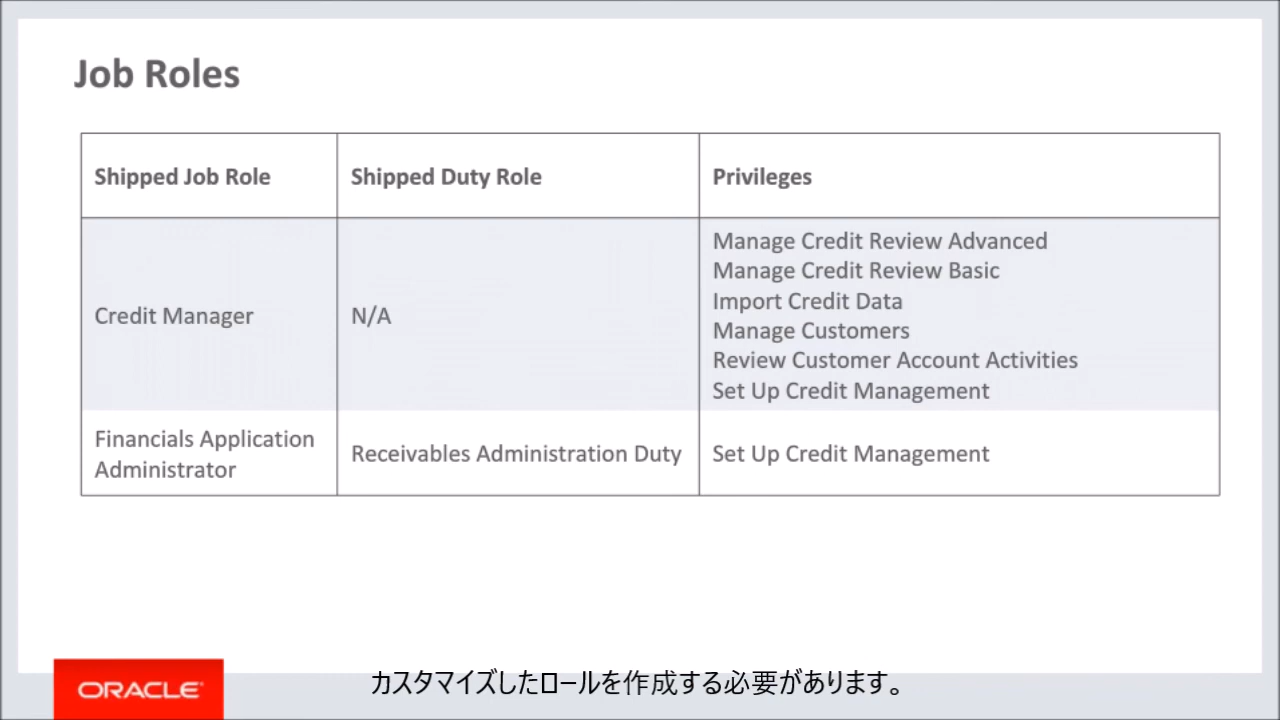 Job Roles
Shipped Job Role
Shipped Duty Role
Privileges
Credit Manager
N/A
Manage Credit Review Advanced
Manage Credit Review Basic
Import Credit Data
Manage Customers
Review Customer Account Activities
Set Up Credit Management
Financials Application
Administrator
Receivables Administration Duty
Set Up Credit Management
ORACLE
カスタマイズしたロールを作成する必要があります。